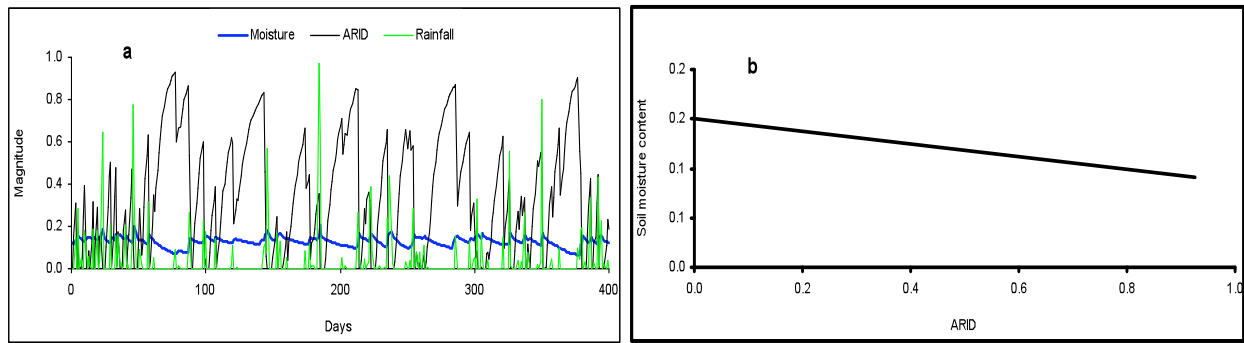 a
Moisture ARID Rainfall
Magnitude
1.0
0.8
0.6
0.4
0.2
0.0
0 100 200 300 400
Days
b
Soil moisture content
0.2
0.2
0.1
0.1
0.0
0.0 0.2 0.4 0.6 0.8 1.0
ARID